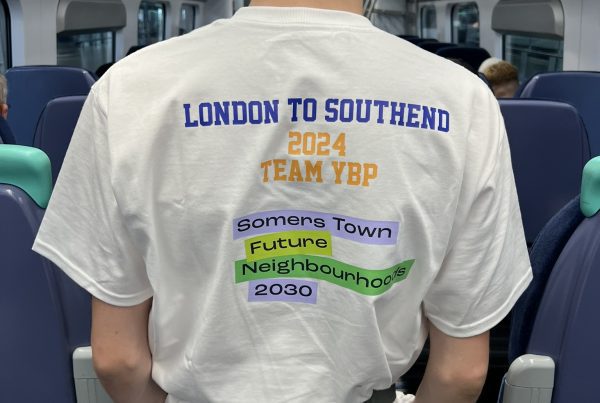 LONDON TO SOUTHEND
2024
TEAM YBP
Somers Town
Future
Neighbourhoods
2030